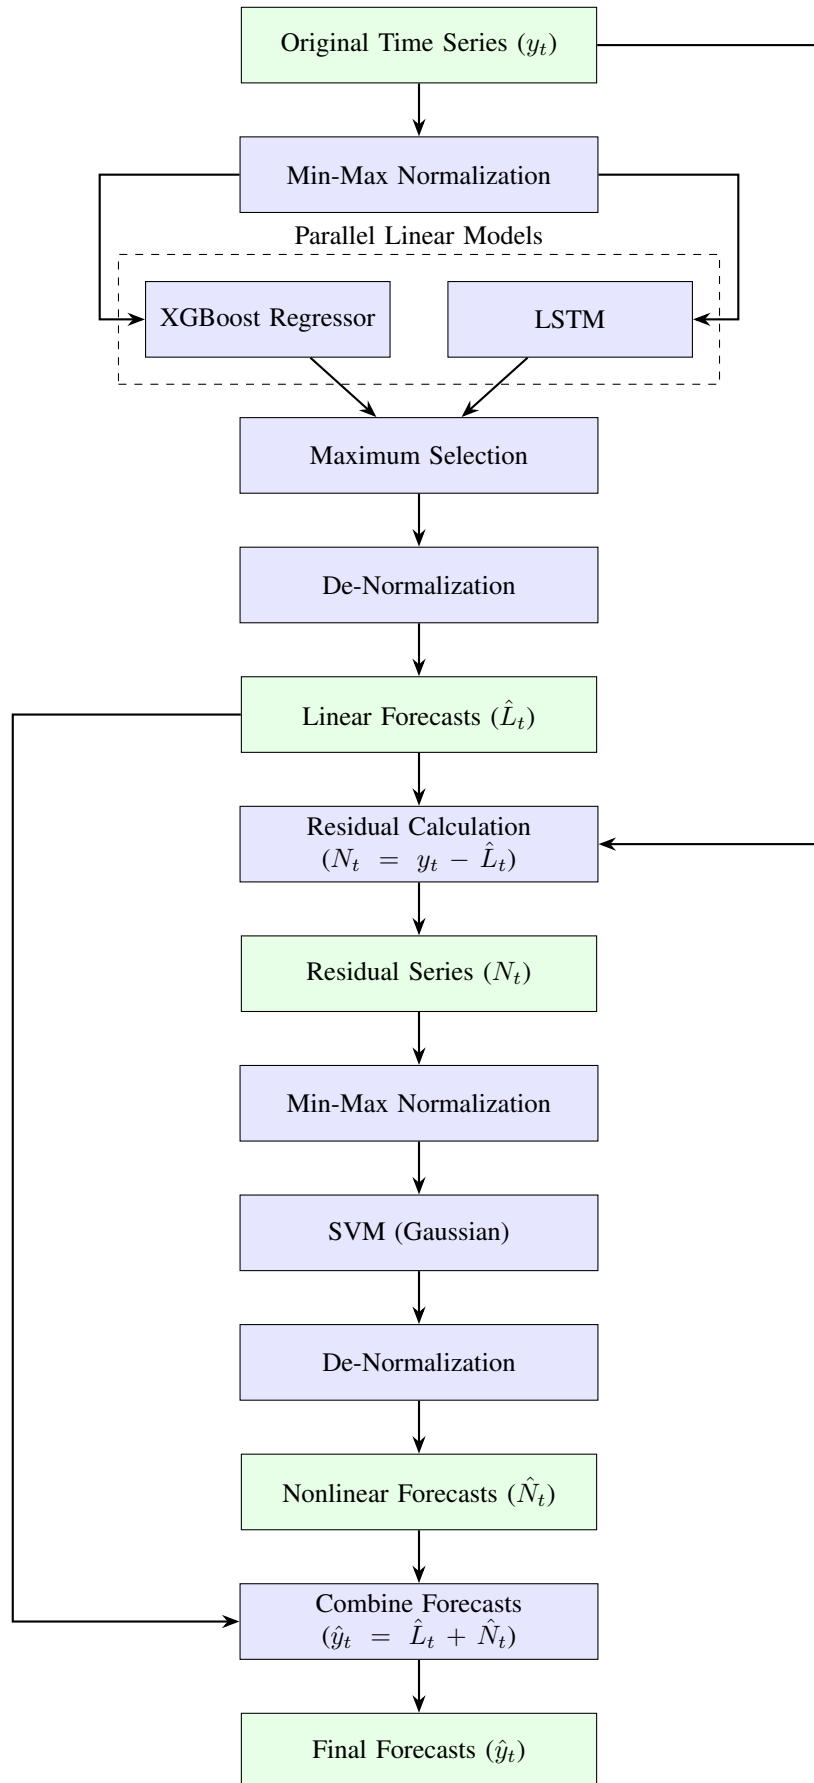 Original Time Series (y_t)
Min-Max Normalization
Parallel Linear Models
XGBoost Regressor
LSTM
Maximum Selection
De-Normalization
Linear Forecasts (L̂_t)
Residual Calculation
(N_t = y_t − L̂_t)
Residual Series (N_t)
Min-Max Normalization
SVM (Gaussian)
De-Normalization
Nonlinear Forecasts (N̂_t)
Combine Forecasts
(ŷ_t = L̂_t + N̂_t)
Final Forecasts (ŷ_t)